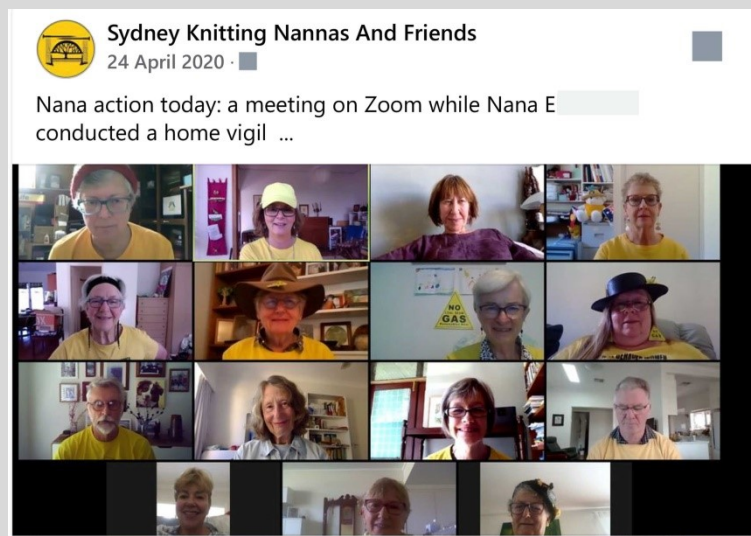 Sydney Knitting Nannas And Friends
24 April 2020 ·
Nana action today: a meeting on Zoom while Nana E
conducted a home vigil ...
NO
GAS